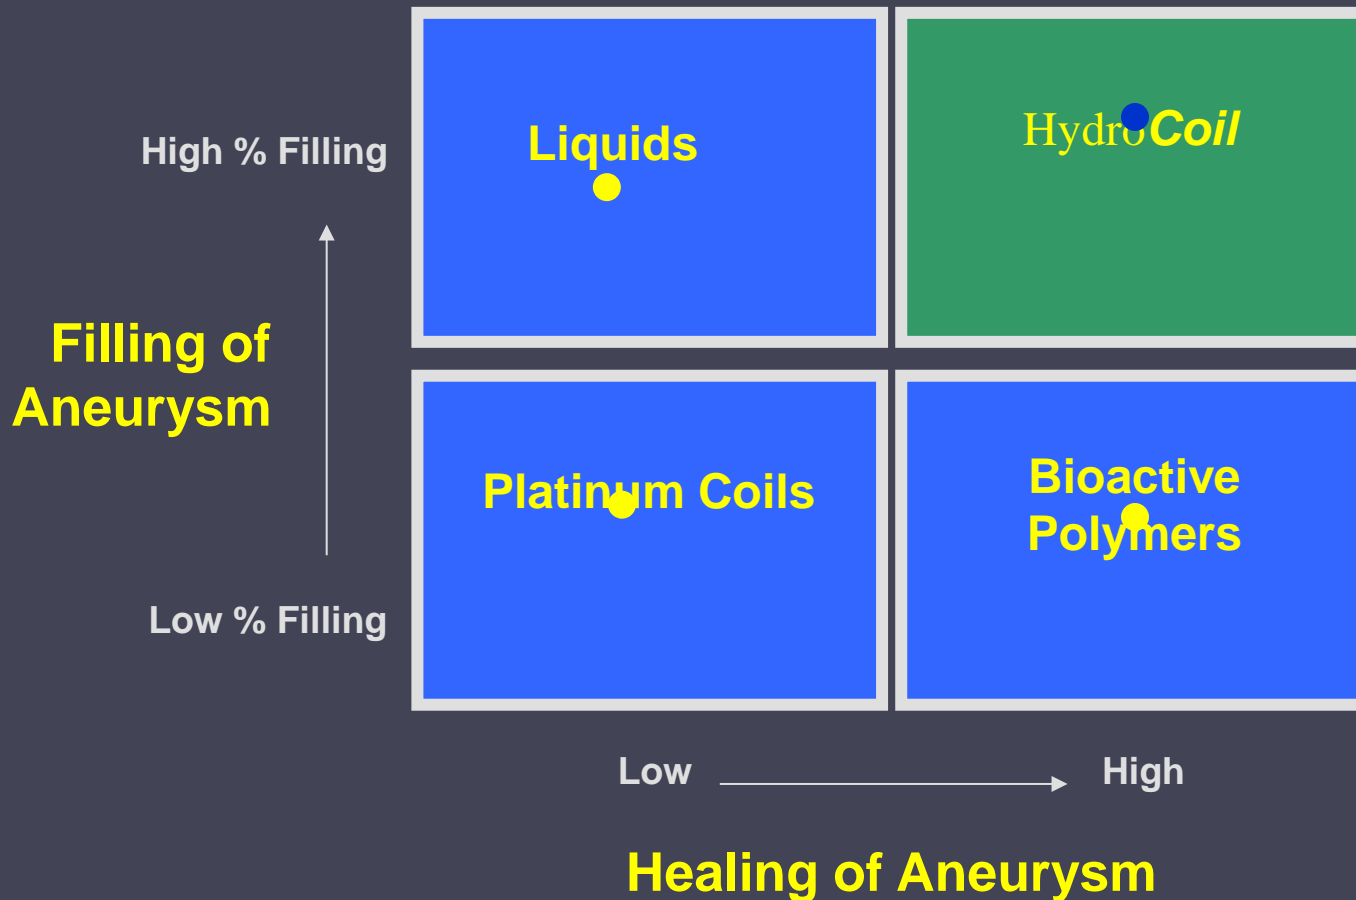 High % Filling
Liquids
HydroCoil
Filling of
Aneurysm
Platinum Coils
Bioactive
Polymers
Low % Filling
Low
High
Healing of Aneurysm